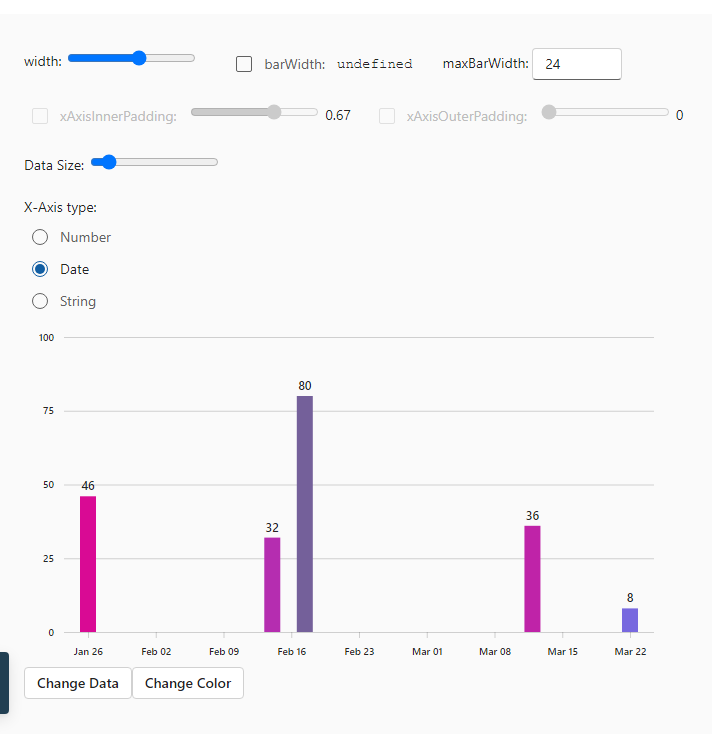 width: barWidth: undefined maxBarWidth: 24
xAxisInnerPadding: 0.67 xAxisOuterPadding: 0
Data Size:
X-Axis type:
Number
Date
String
100
75
50
25
0
46
32
80
36
8
Jan 26 Feb 02 Feb 09 Feb 16 Feb 23 Mar 01 Mar 08 Mar 15 Mar 22
Change Data Change Color